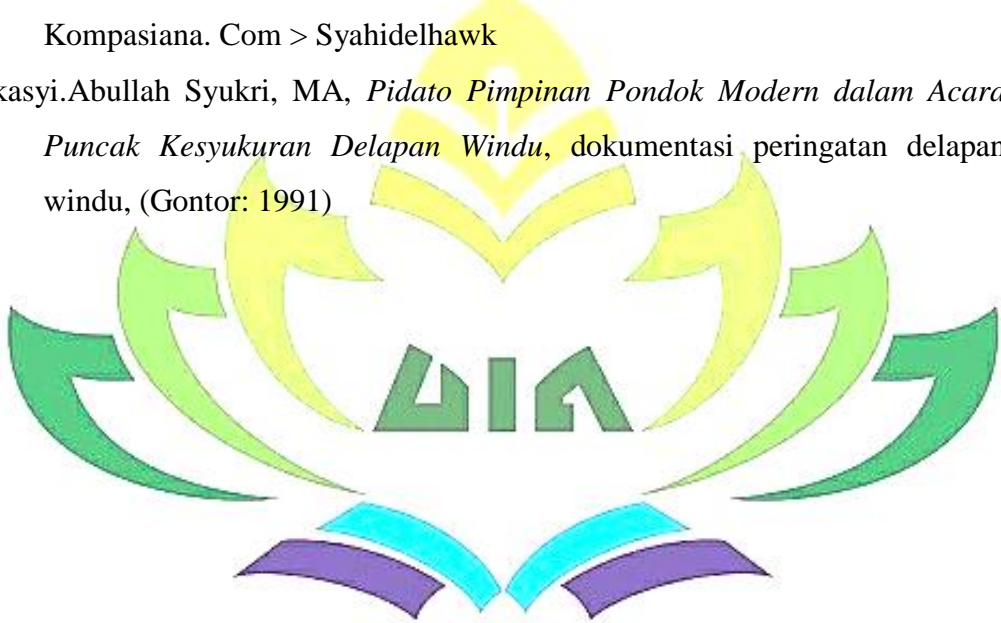 Kompasiana. Com > Syahidelhawk
kasyi.Abullah Syukri, MA, Pidato Pimpinan Pondok Modern dalam Acara
Puncak Kesyukuran Delapan Windu, dokumentasi peringatan delapan
windu, (Gontor: 1991)
UIN